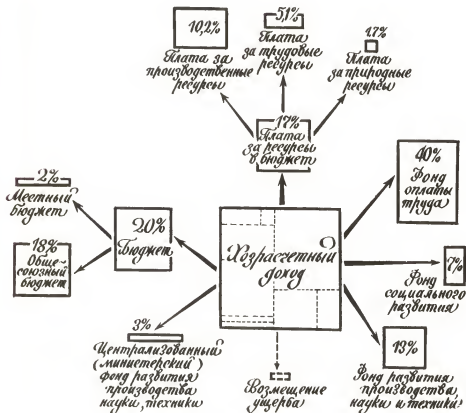 10,2%
Плата за
производственные
ресурсы
5,1%
Плата
за трудовые
ресурсы
1.7%
Плата
за природные
ресурсы
17%
Плата
за ресурсы
в бюджет
40%
Фонд
оплаты
труда
2%
Местный
бюджет
20%
Бюджет
18%
Обще-
союзный
бюджет
Хозрасчетный
доход
7%
Фонд
социального
развития
3%
Централизованный
(министерский)
фонд развития
производства
науки, техники
Возмещение
ущерба
13%
Фонд развития
производства
науки и техники